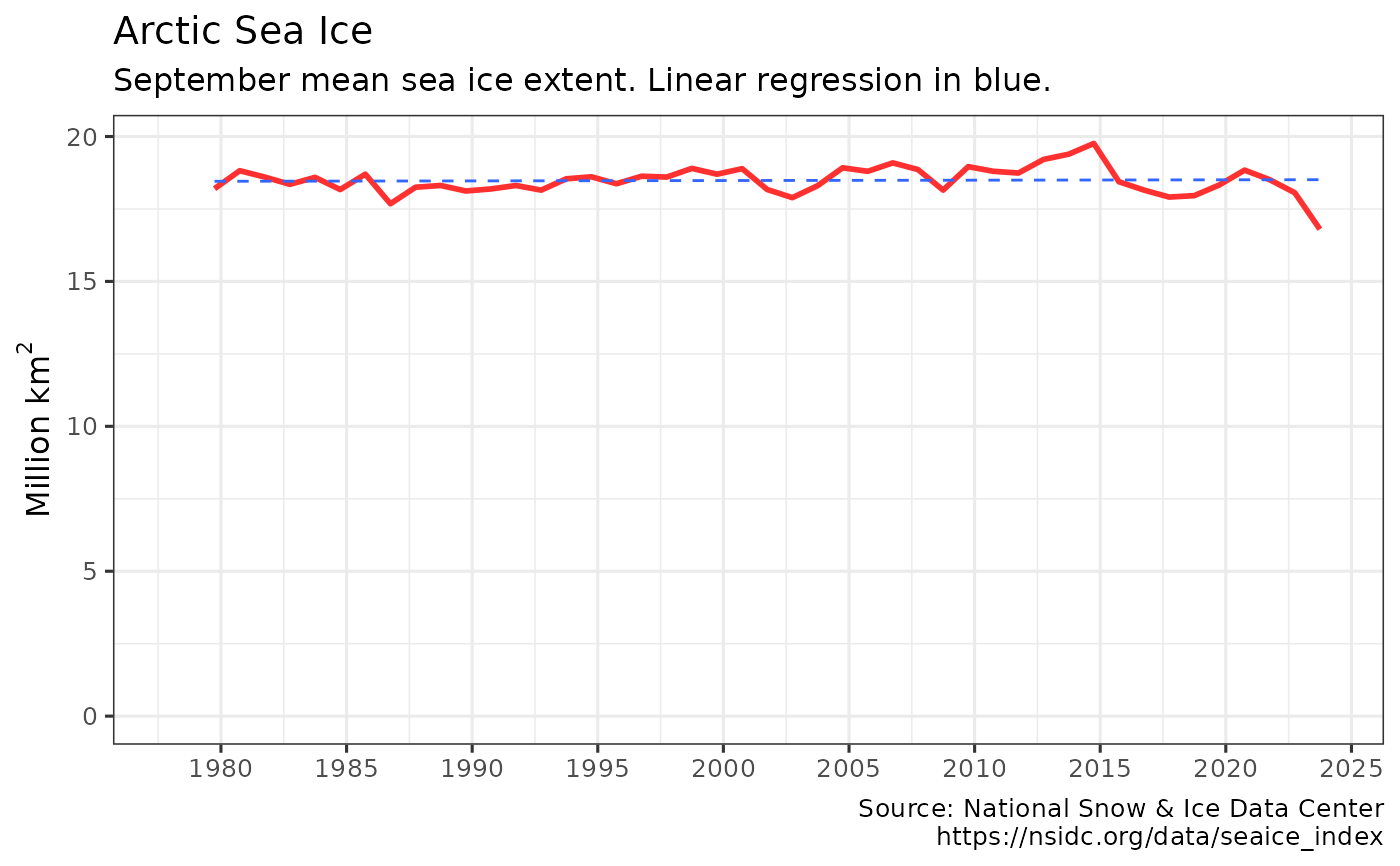 Arctic Sea Ice
September mean sea ice extent. Linear regression in blue.
Million km²
20
15
10
5
0
1980 1985 1990 1995 2000 2005 2010 2015 2020 2025
Source: National Snow & Ice Data Center
https://nsidc.org/data/seaice_index